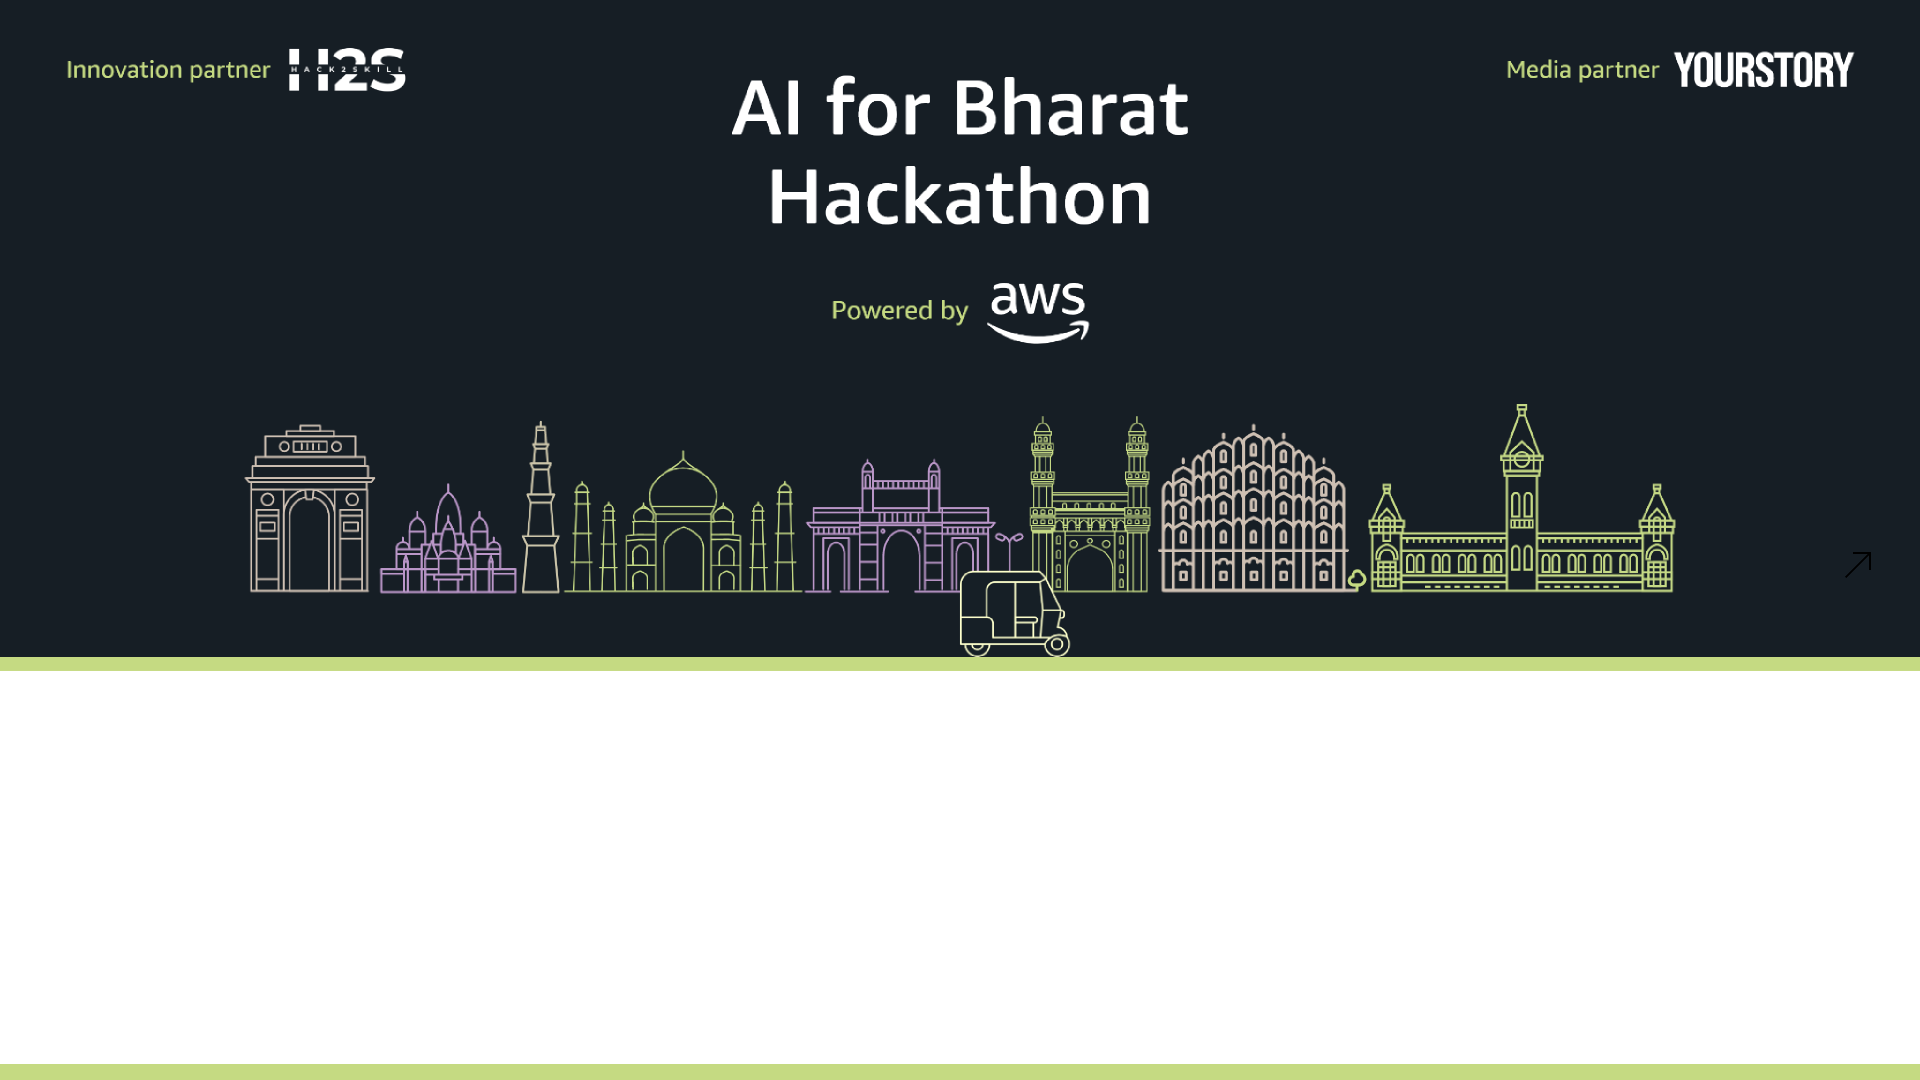 Innovation partner H2S
HACK2SKILL
Media partner YOURSTORY
AI for Bharat
Hackathon
Powered by aws